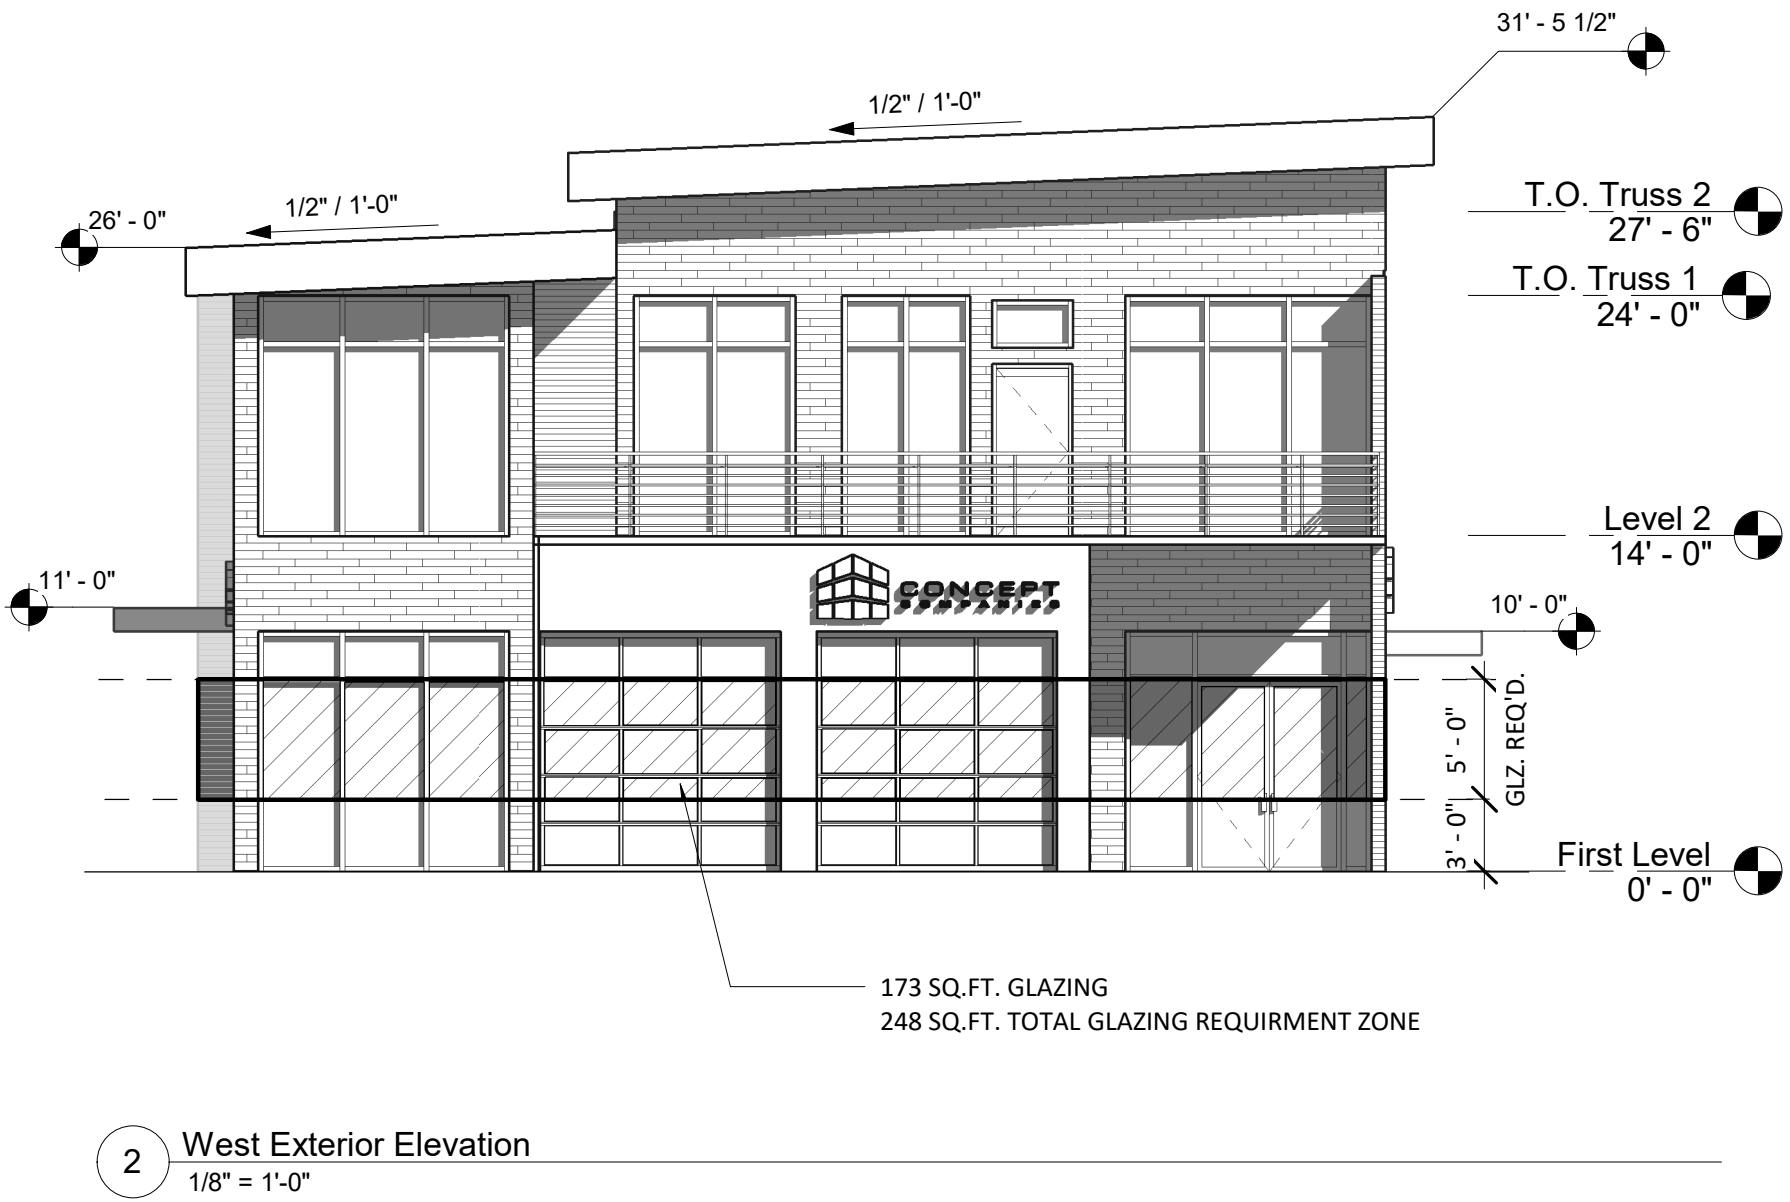 31' - 5 1/2"
1/2" / 1'-0"
1/2" / 1'-0"
26' - 0"
T.O. Truss 2
27' - 6"
T.O. Truss 1
24' - 0"
Level 2
14' - 0"
11' - 0"
CONCEPT
COMPANIES
10' - 0"
5' - 0"
GLZ. REQ'D.
3' - 0"
First Level
0' - 0"
173 SQ.FT. GLAZING
248 SQ.FT. TOTAL GLAZING REQUIRMENT ZONE
2
West Exterior Elevation
1/8" = 1'-0"